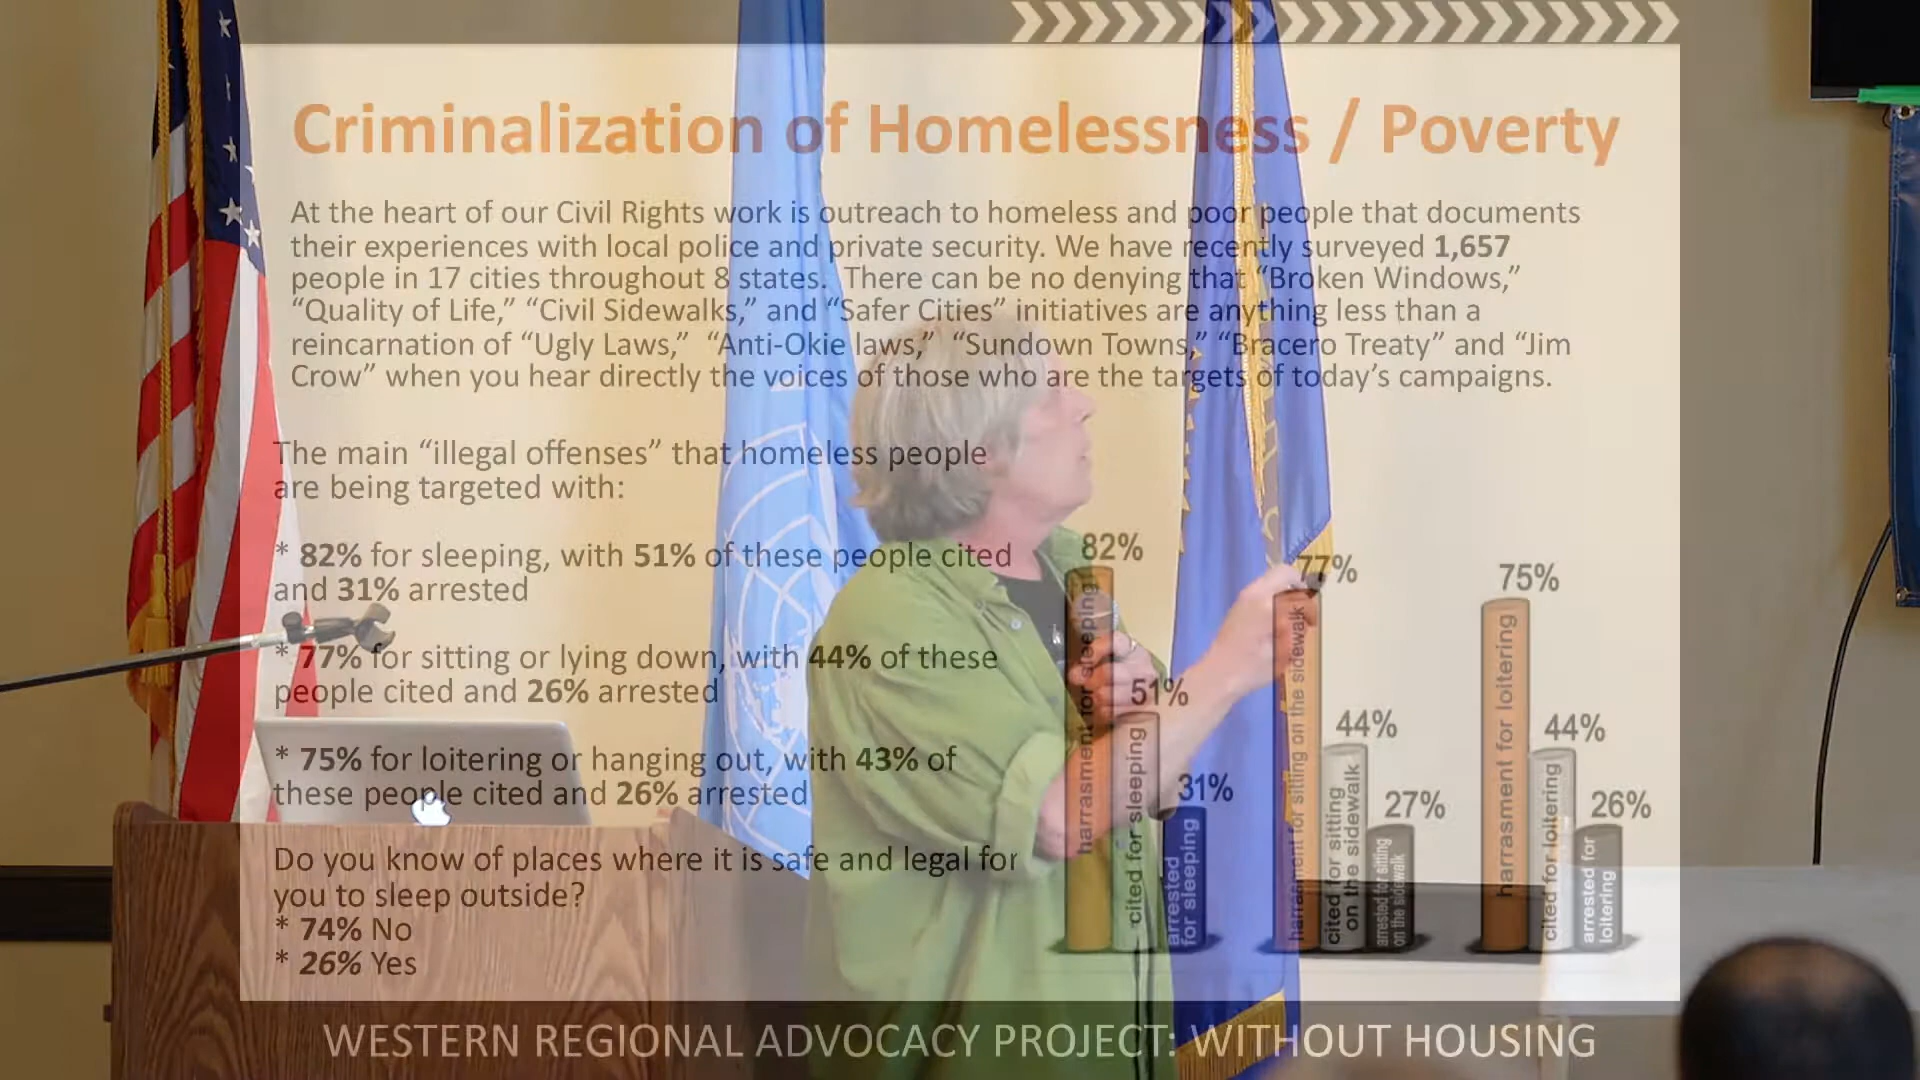 Criminalization of Homelessness / Poverty
At the heart of our Civil Rights work is outreach to homeless and poor people that documents
their experiences with local police and private security. We have recently surveyed 1,657
people in 17 cities throughout 8 states. There can be no denying that “Broken Windows,”
“Quality of Life,” “Civil Sidewalks,” and “Safer Cities” initiatives are anything less than a
reincarnation of “Ugly Laws,” “Anti-Okie laws,” “Sundown Towns,” “Bracero Treaty” and “Jim
Crow” when you hear directly the voices of those who are the targets of today’s campaigns.
The main “illegal offenses” that homeless people
are being targeted with:
* 82% for sleeping, with 51% of these people cited
and 31% arrested
* 77% for sitting or lying down, with 44% of these
people cited and 26% arrested
* 75% for loitering or hanging out, with 43% of
these people cited and 26% arrested
Do you know of places where it is safe and legal for
you to sleep outside?
* 74% No
* 26% Yes
82%
harrasment for sleeping
51%
cited for sleeping
31%
arrested
for sleeping
77%
harrasment for sitting on the sidewalk
44%
cited for sitting
on the sidewalk
27%
arrested for sitting
on the sidewalk
75%
harrasment for loitering
44%
cited for loitering
26%
arrested for
loitering
WESTERN REGIONAL ADVOCACY PROJECT: WITHOUT HOUSING